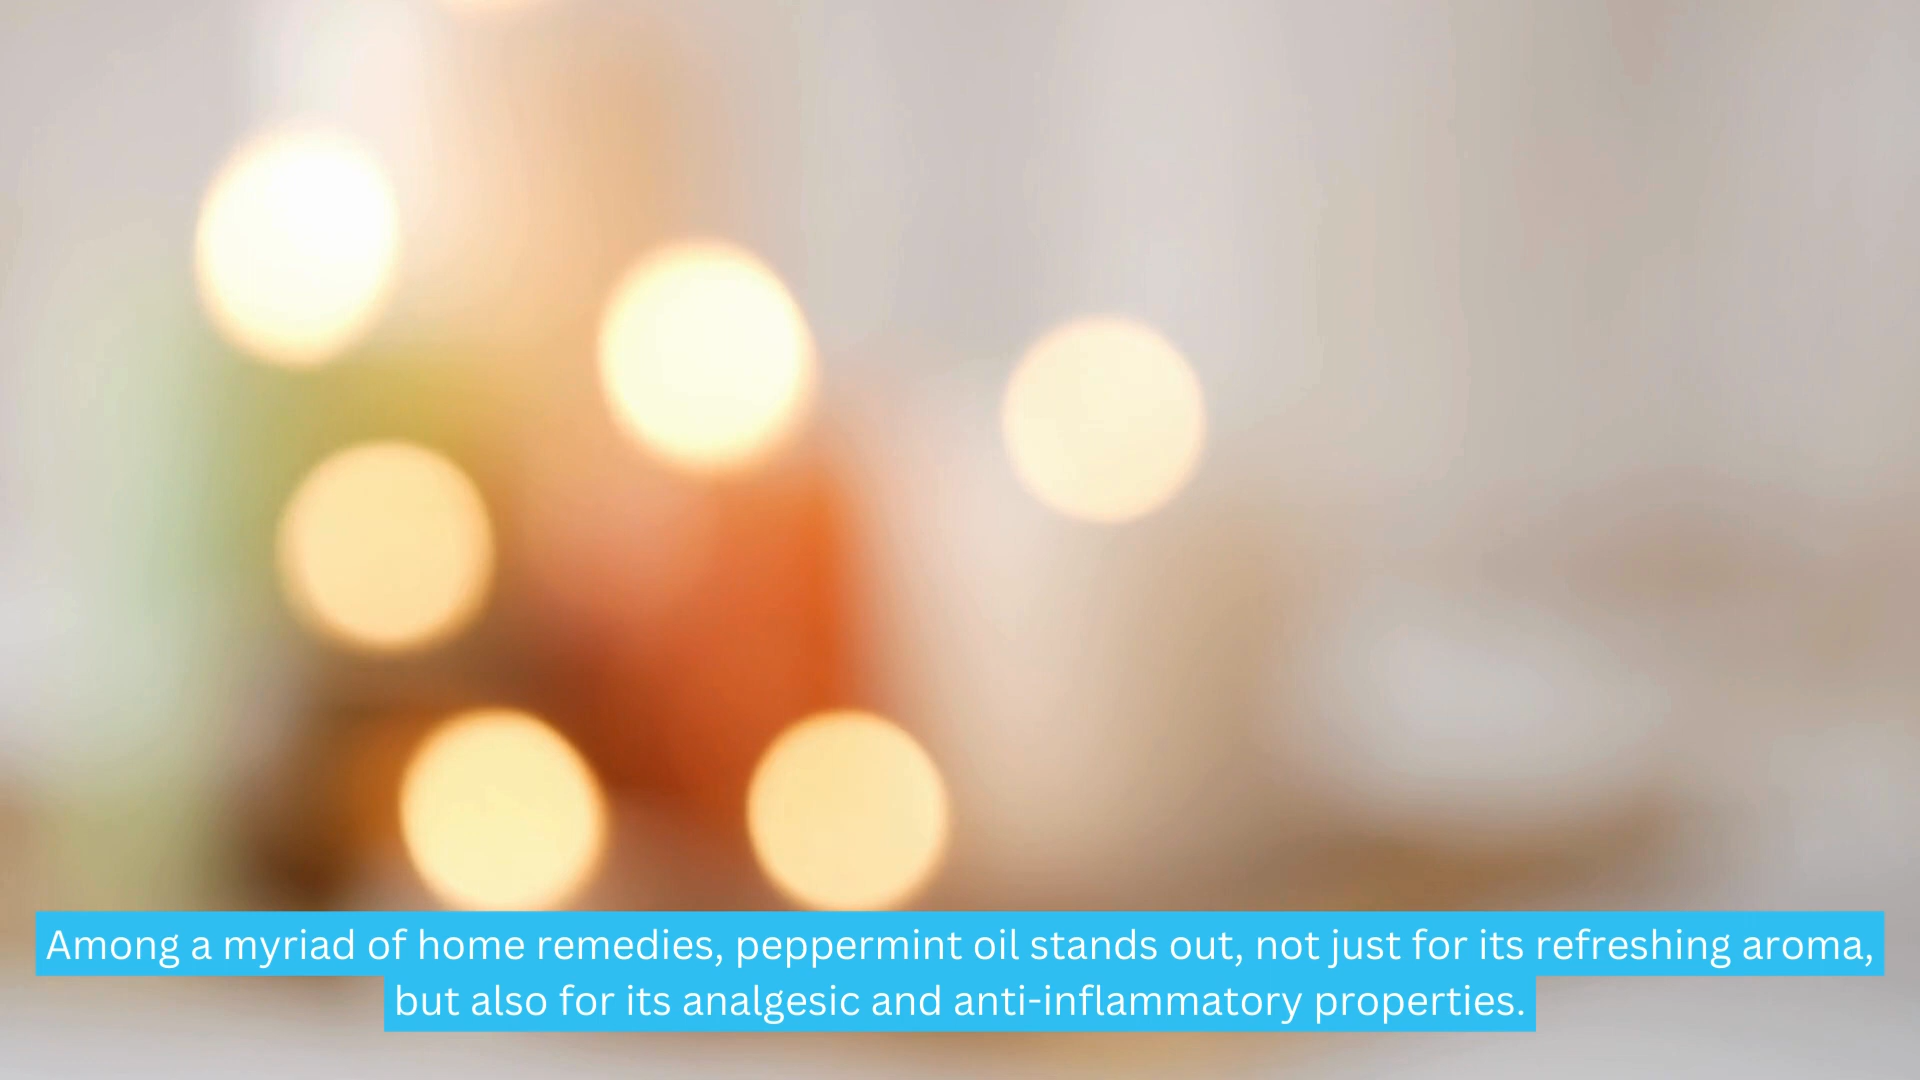 Among a myriad of home remedies, peppermint oil stands out, not just for its refreshing aroma,
but also for its analgesic and anti-inflammatory properties.